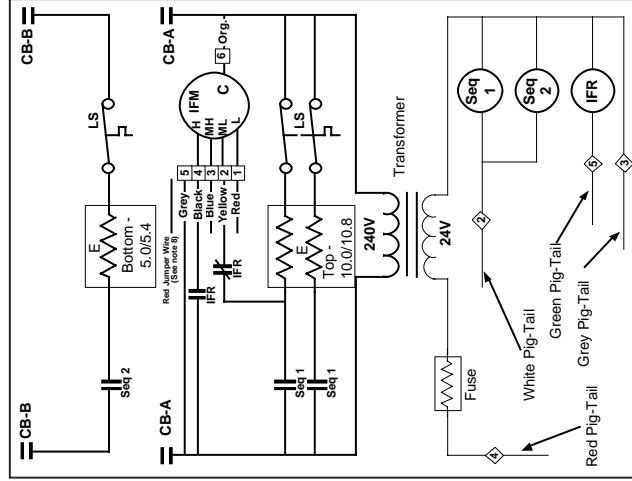 CB-B
CB-B
Seq 2
E
Bottom -
5.0/5.4
LS
CB-A
CB-A
Red Jumper Wire
(See note 8)
Grey
Black
Blue
Yellow
Red
5
4
3
2
1
IFM
H
MH
ML
L
C
6
Org.
IFR
IFR
Seq 1
Seq 1
E
Top -
10.0/10.8
LS
240V
Transformer
24V
Fuse
4
Red Pig-Tail
2
White Pig-Tail
Seq
1
Seq
2
IFR
5
Green Pig-Tail
3
Grey Pig-Tail